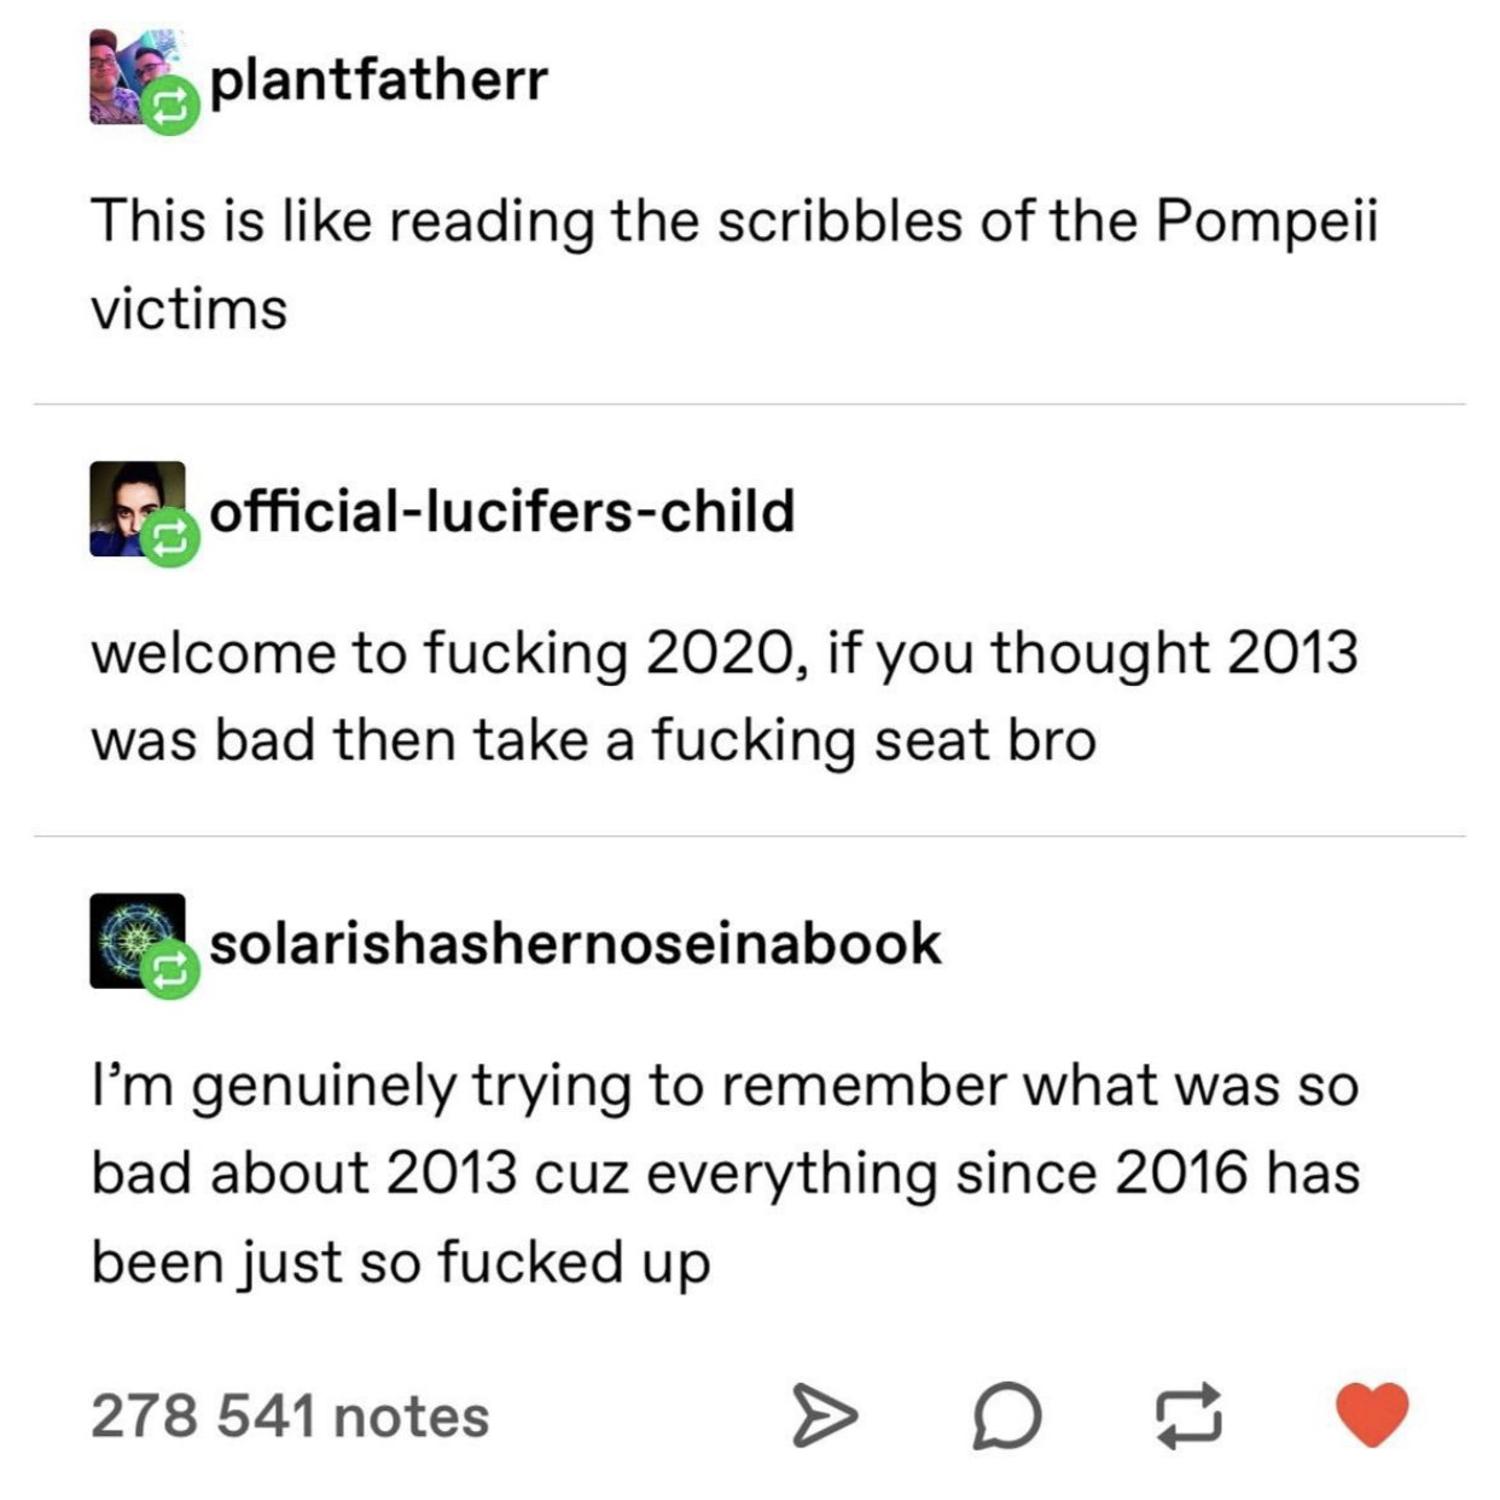 plantfatherr
This is like reading the scribbles of the Pompeii
victims
official-lucifers-child
welcome to fucking 2020, if you thought 2013
was bad then take a fucking seat bro
solarishashernoseinabook
I'm genuinely trying to remember what was so
bad about 2013 cuz everything since 2016 has
been just so fucked up
278 541 notes